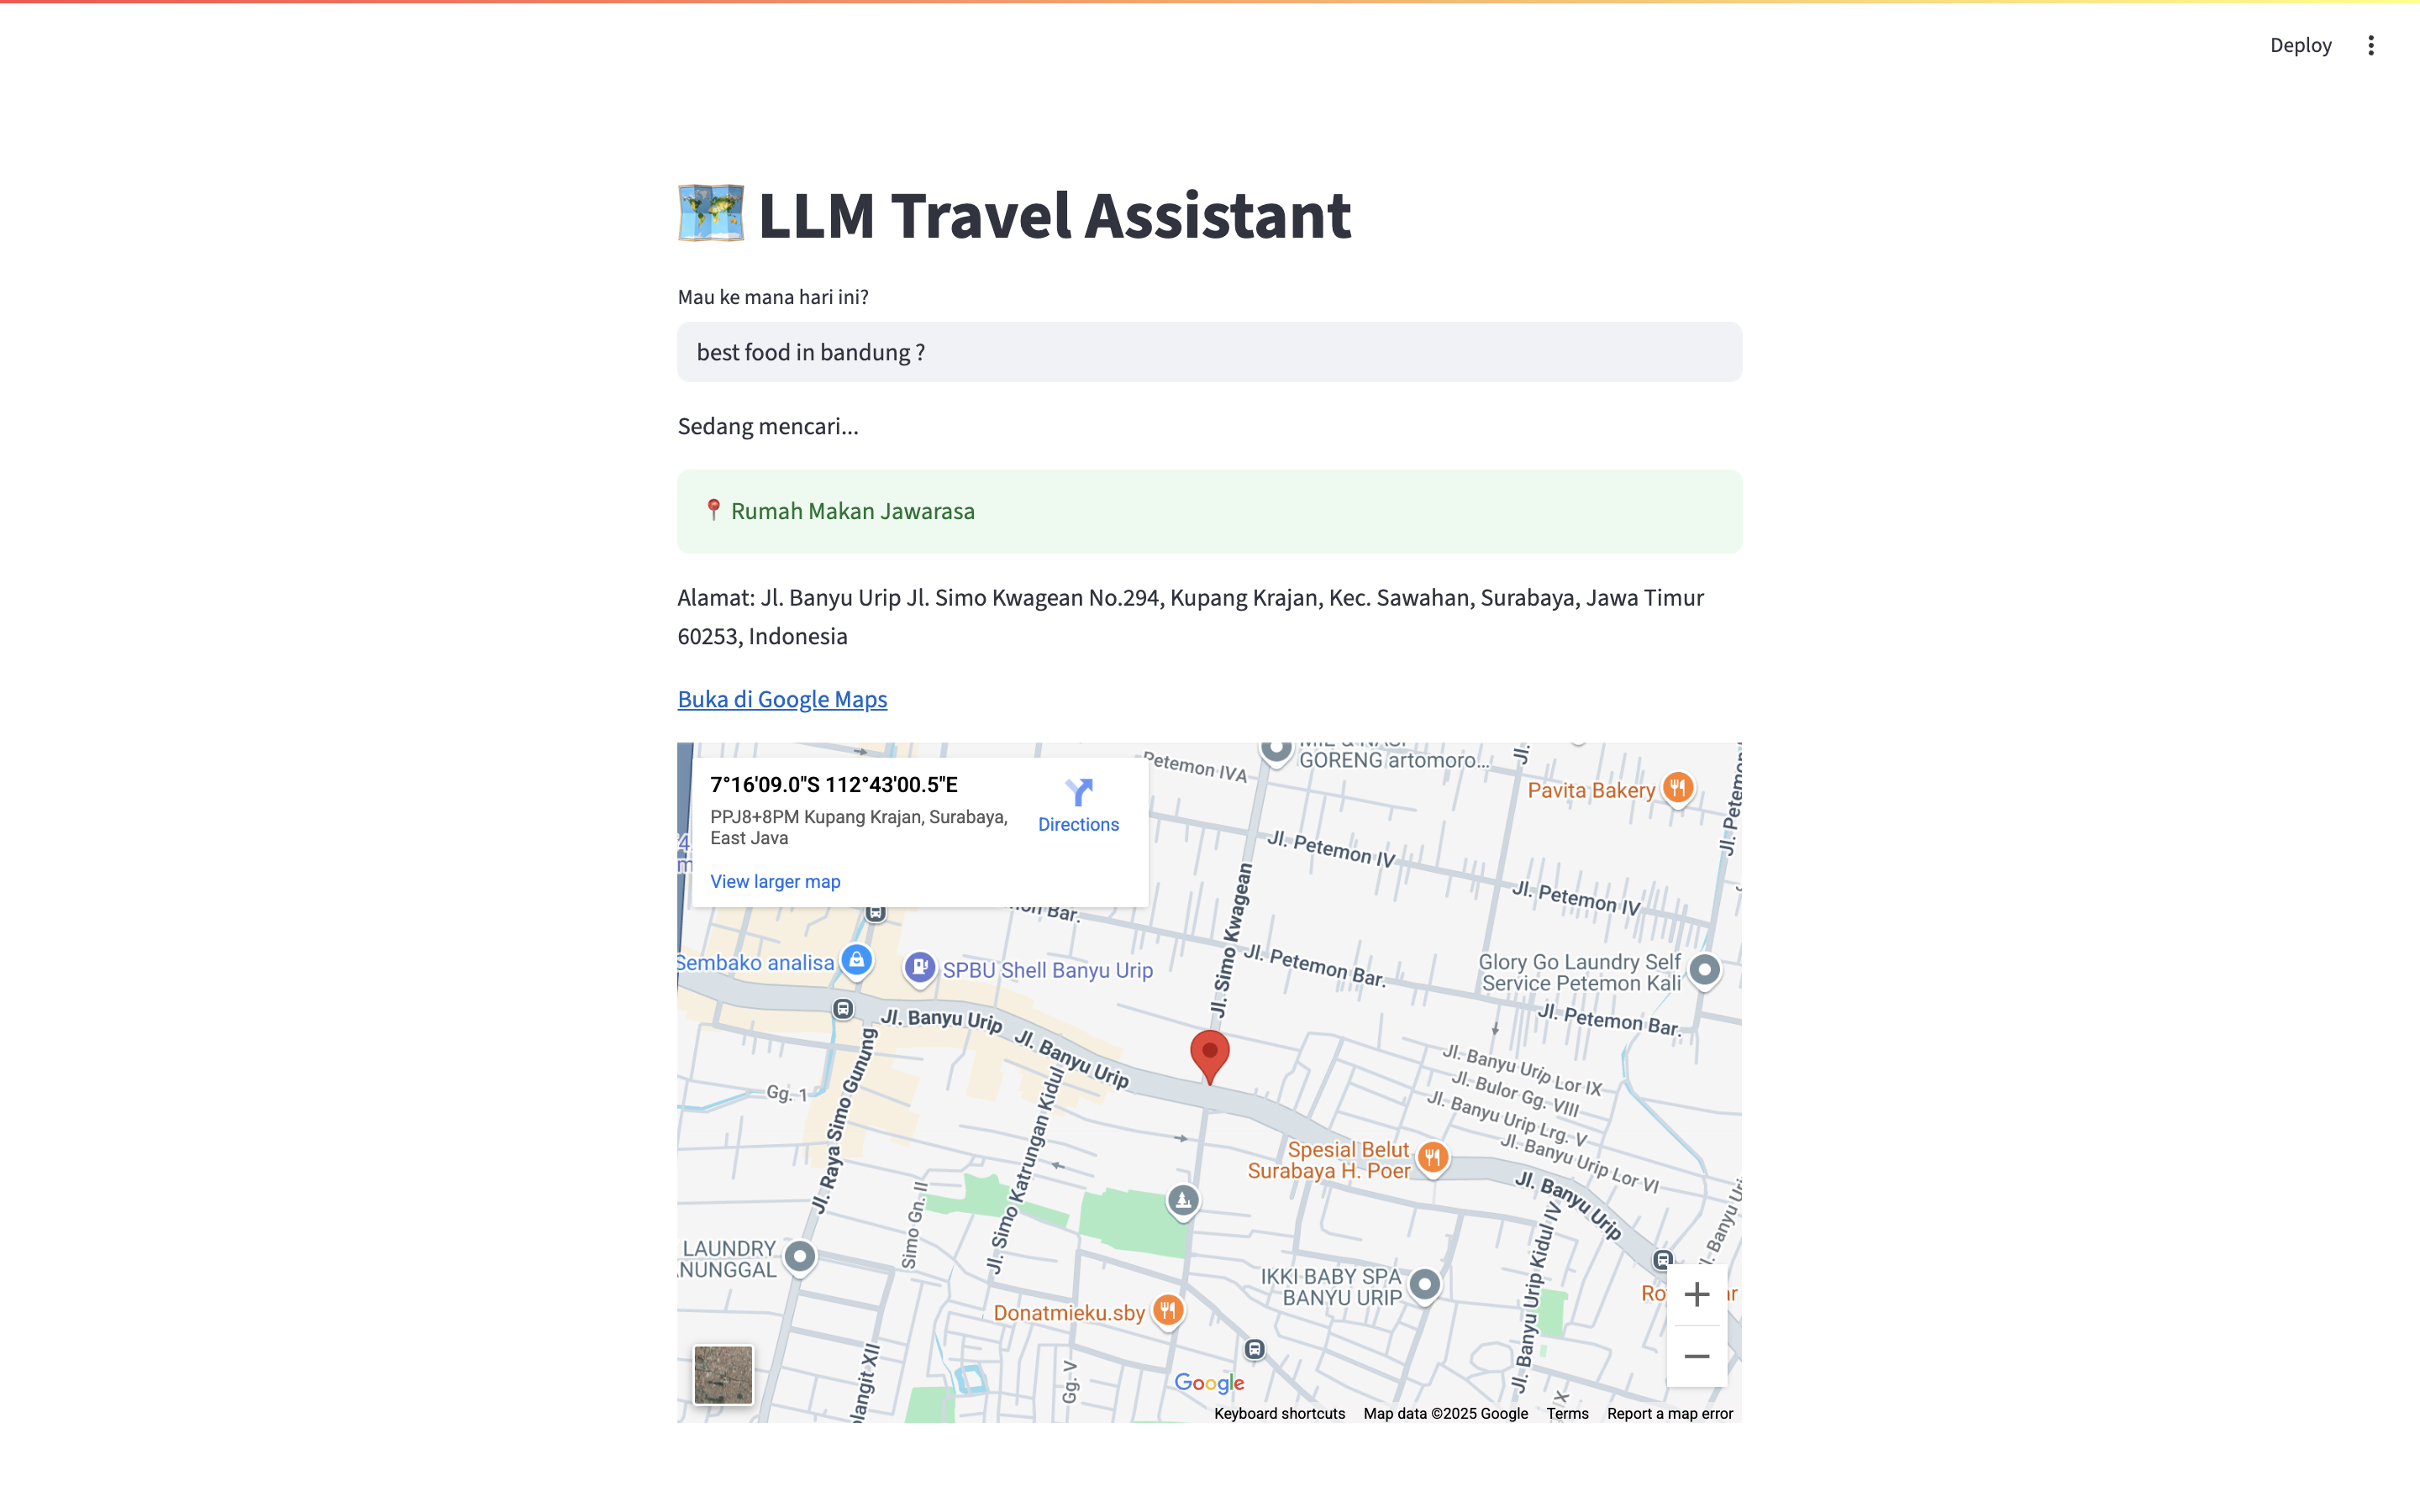 Deploy
LLM Travel Assistant
Mau ke mana hari ini?
best food in bandung ?
Sedang mencari...
Rumah Makan Jawarasa
Alamat: Jl. Banyu Urip Jl. Simo Kwagean No.294, Kupang Krajan, Kec. Sawahan, Surabaya, Jawa Timur
60253, Indonesia
Buka di Google Maps
7°16'09.0"S 112°43'00.5"E
PPJ8+8PM Kupang Krajan, Surabaya,
East Java
Directions
View larger map
Petemon IVA
GORENG artomoro...
Pavita Bakery
Jl.
Jl. Petemon
Jl. Petemon IV
Jl. Petemon IV
Bar.
Jl. Simo Kwagean
Jl. Petemon Bar.
Sembako analisa
SPBU Shell Banyu Urip
Glory Go Laundry Self
Service Petemon Kali
Jl. Petemon Bar.
Jl. Banyu Urip
Jl. Banyu Urip
Gg. 1
Jl. Raya Simo Gunung
Jl. Simo Katrungan Kidul
Jl. Banyu Urip Lor IX
Jl. Bulor Gg. VIII
Jl. Banyu Urip Lrg. V
Jl. Banyu Urip Lor VI
Spesial Belut
Surabaya H. Poer
Jl. Banyu Urip
Simo Gn. II
LAUNDRY
ANUNGGAL
IKKI BABY SPA
BANYU URIP
Jl. Banyu Urip Kidul IV
Donatmieku.sby
Gg. V
Google
Keyboard shortcuts
Map data ©2025 Google
Terms
Report a map error